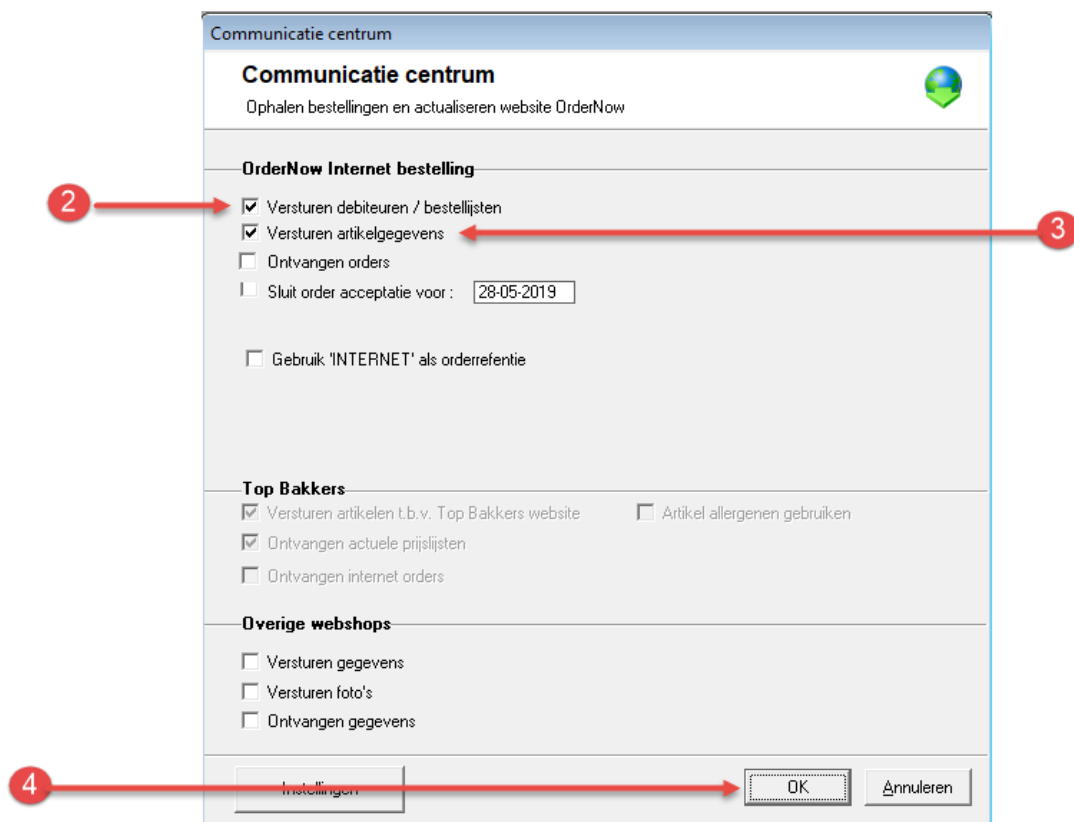 Communicatie centrum
Communicatie centrum
Ophalen bestellingen en actualiseren website OrderNow
OrderNow Internet bestelling
2
Versturen debiteuren / bestellijsten
Versturen artikelgegevens
3
Ontvangen orders
Sluit order acceptatie voor : 28-05-2019
Gebruik 'INTERNET' als orderrefentie
Top Bakkers
Versturen artikelen t.b.v. Top Bakkers website Artikel allergenen gebruiken
Ontvangen actuele prijslijsten
Ontvangen internet orders
Overige webshops
Versturen gegevens
Versturen foto's
Ontvangen gegevens
4
Instellingen OK Annuleren